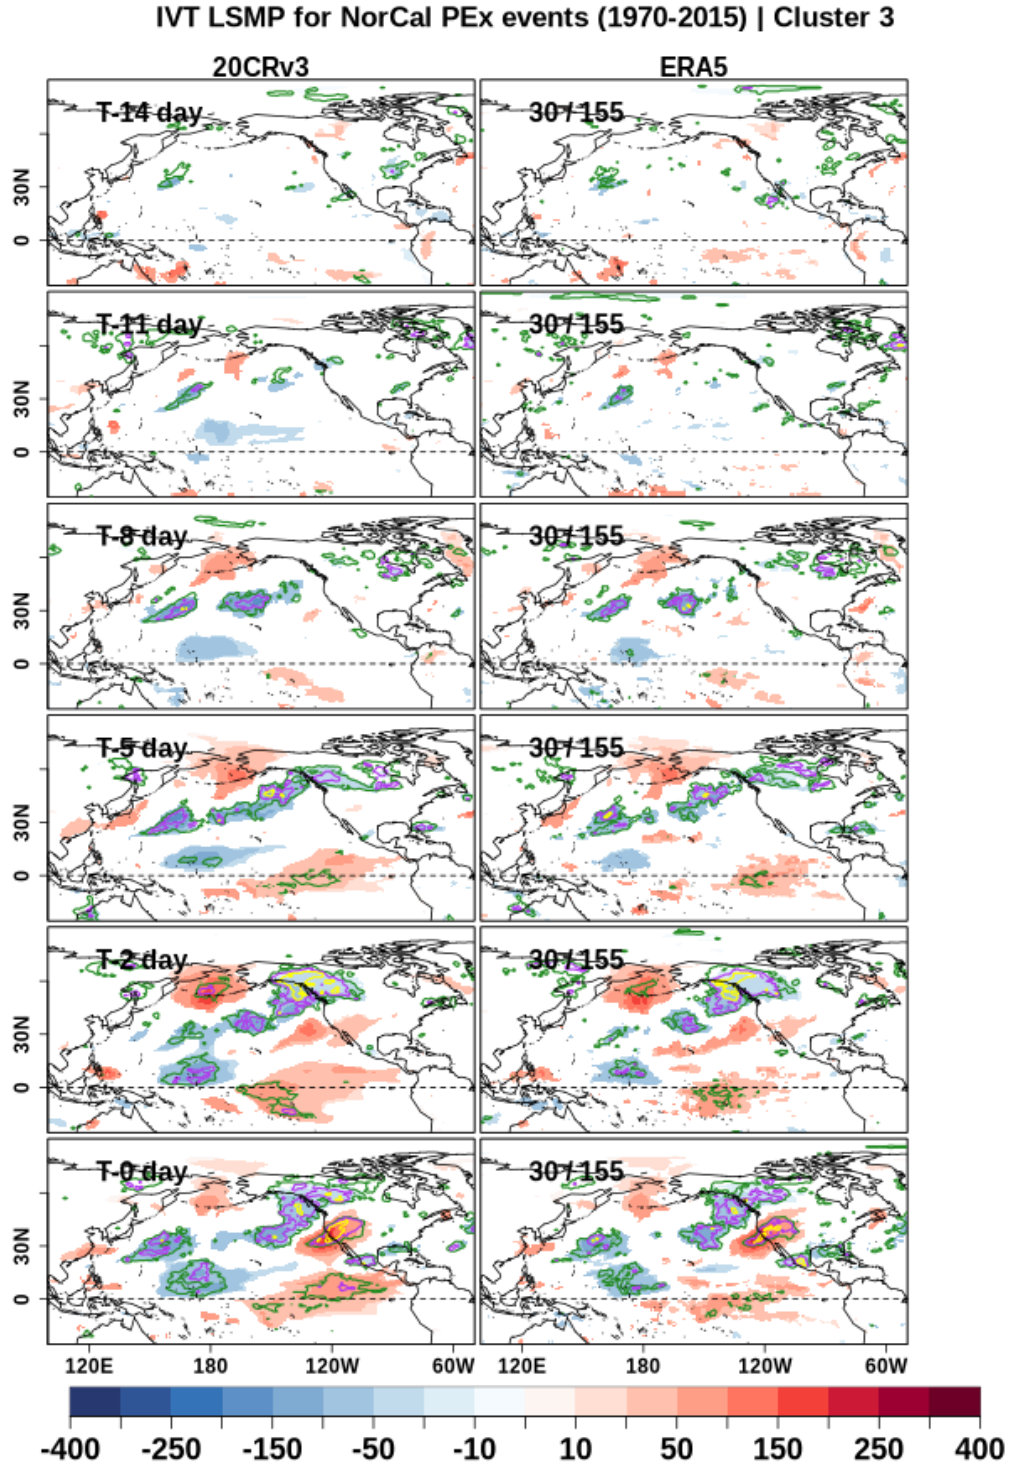 IVT LSMP for NorCal PEx events (1970-2015) | Cluster 3
20CRv3 ERA5
T-14 day 30 / 155
30N
0
T-11 day 30 / 155
30N
0
T-8 day 30 / 155
30N
0
T-5 day 30 / 155
30N
0
T-2 day 30 / 155
30N
0
T-0 day 30 / 155
30N
0
120E 180 120W 60W 120E 180 120W 60W
-400 -250 -150 -50 -10 10 50 150 250 400